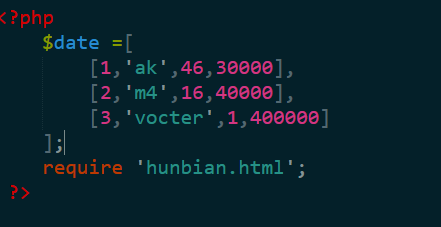 <?php
$date =[
[1,'ak',46,30000],
[2,'m4',16,40000],
[3,'vocter',1,400000]
];
require 'hunbian.html';
?>